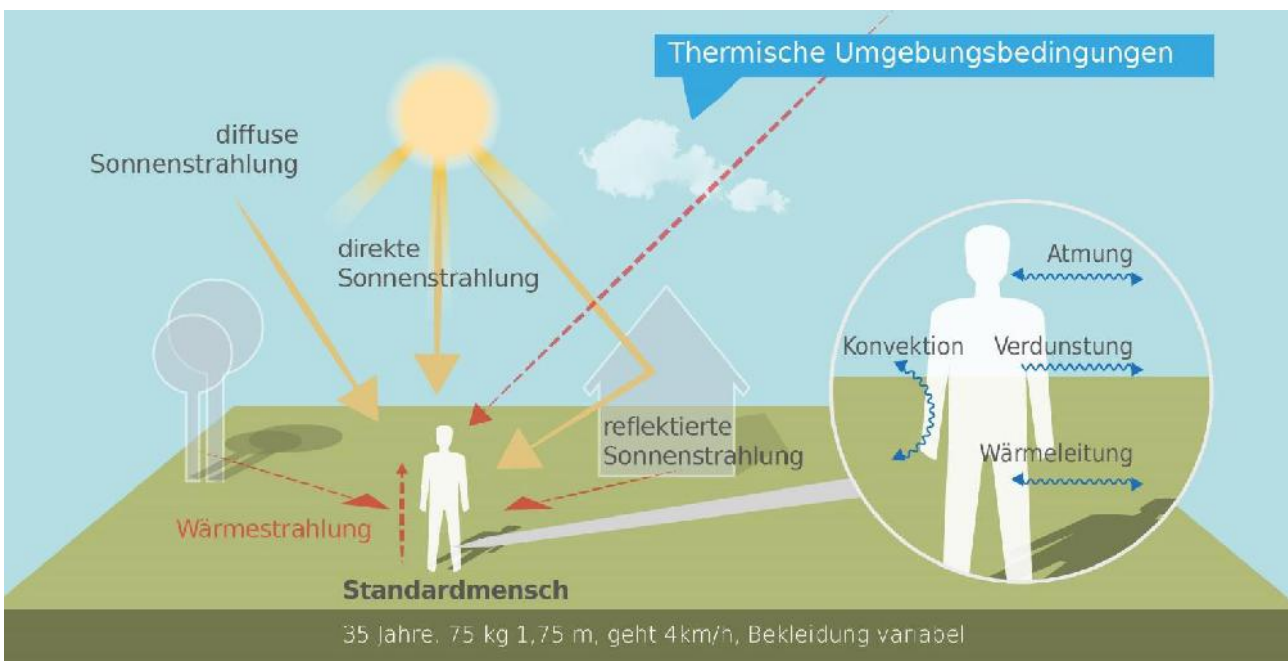 Thermische Umgebungsbedingungen
diffuse
Sonnenstrahlung
direkte
Sonnenstrahlung
Atmung
Konvektion
Verdunstung
reflektierte
Sonnenstrahlung
Wärmeleitung
Wärmestrahlung
Standardmensch
35 Jahre. 75 kg 1,75 m, geht 4km/h, Bekleidung variabel